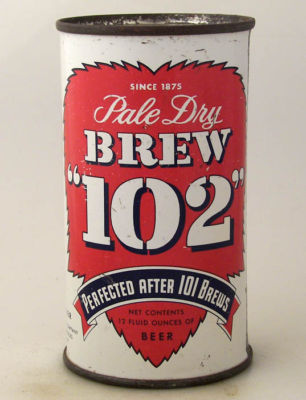 SINCE 1875
Pale Dry
BREW
"102"
PERFECTED AFTER 101 BREWS
NET CONTENTS
12 FLUID OUNCES OF
BEER